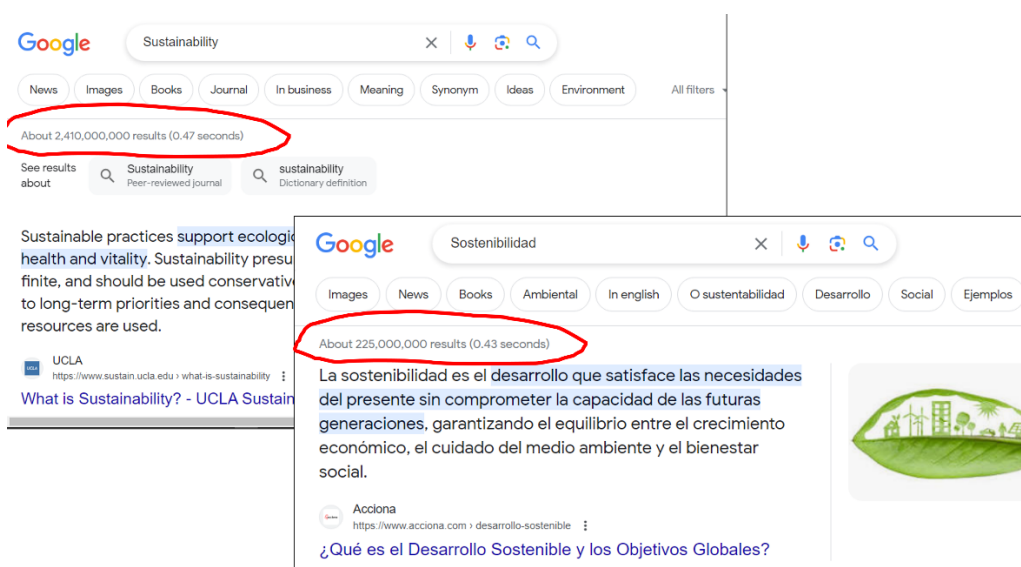 Google
Sustainability
News Images Books Journal In business Meaning Synonym Ideas Environment All filters
About 2,410,000,000 results (0.47 seconds)
See results about
Sustainability
Peer-reviewed journal
sustainability
Dictionary definition
Sustainable practices support ecologic
health and vitality. Sustainability presu
finite, and should be used conservative
to long-term priorities and consequen
resources are used.
UCLA
https://www.sustain.ucla.edu › what-is-sustainability
What is Sustainability? - UCLA Sustain
Google
Sostenibilidad
Images News Books Ambiental In english O sustentabilidad Desarrollo Social Ejemplos
About 225,000,000 results (0.43 seconds)
La sostenibilidad es el desarrollo que satisface las necesidades
del presente sin comprometer la capacidad de las futuras
generaciones, garantizando el equilibrio entre el crecimiento
económico, el cuidado del medio ambiente y el bienestar
social.
Acciona
https://www.acciona.com › desarrollo-sostenible
¿Qué es el Desarrollo Sostenible y los Objetivos Globales?